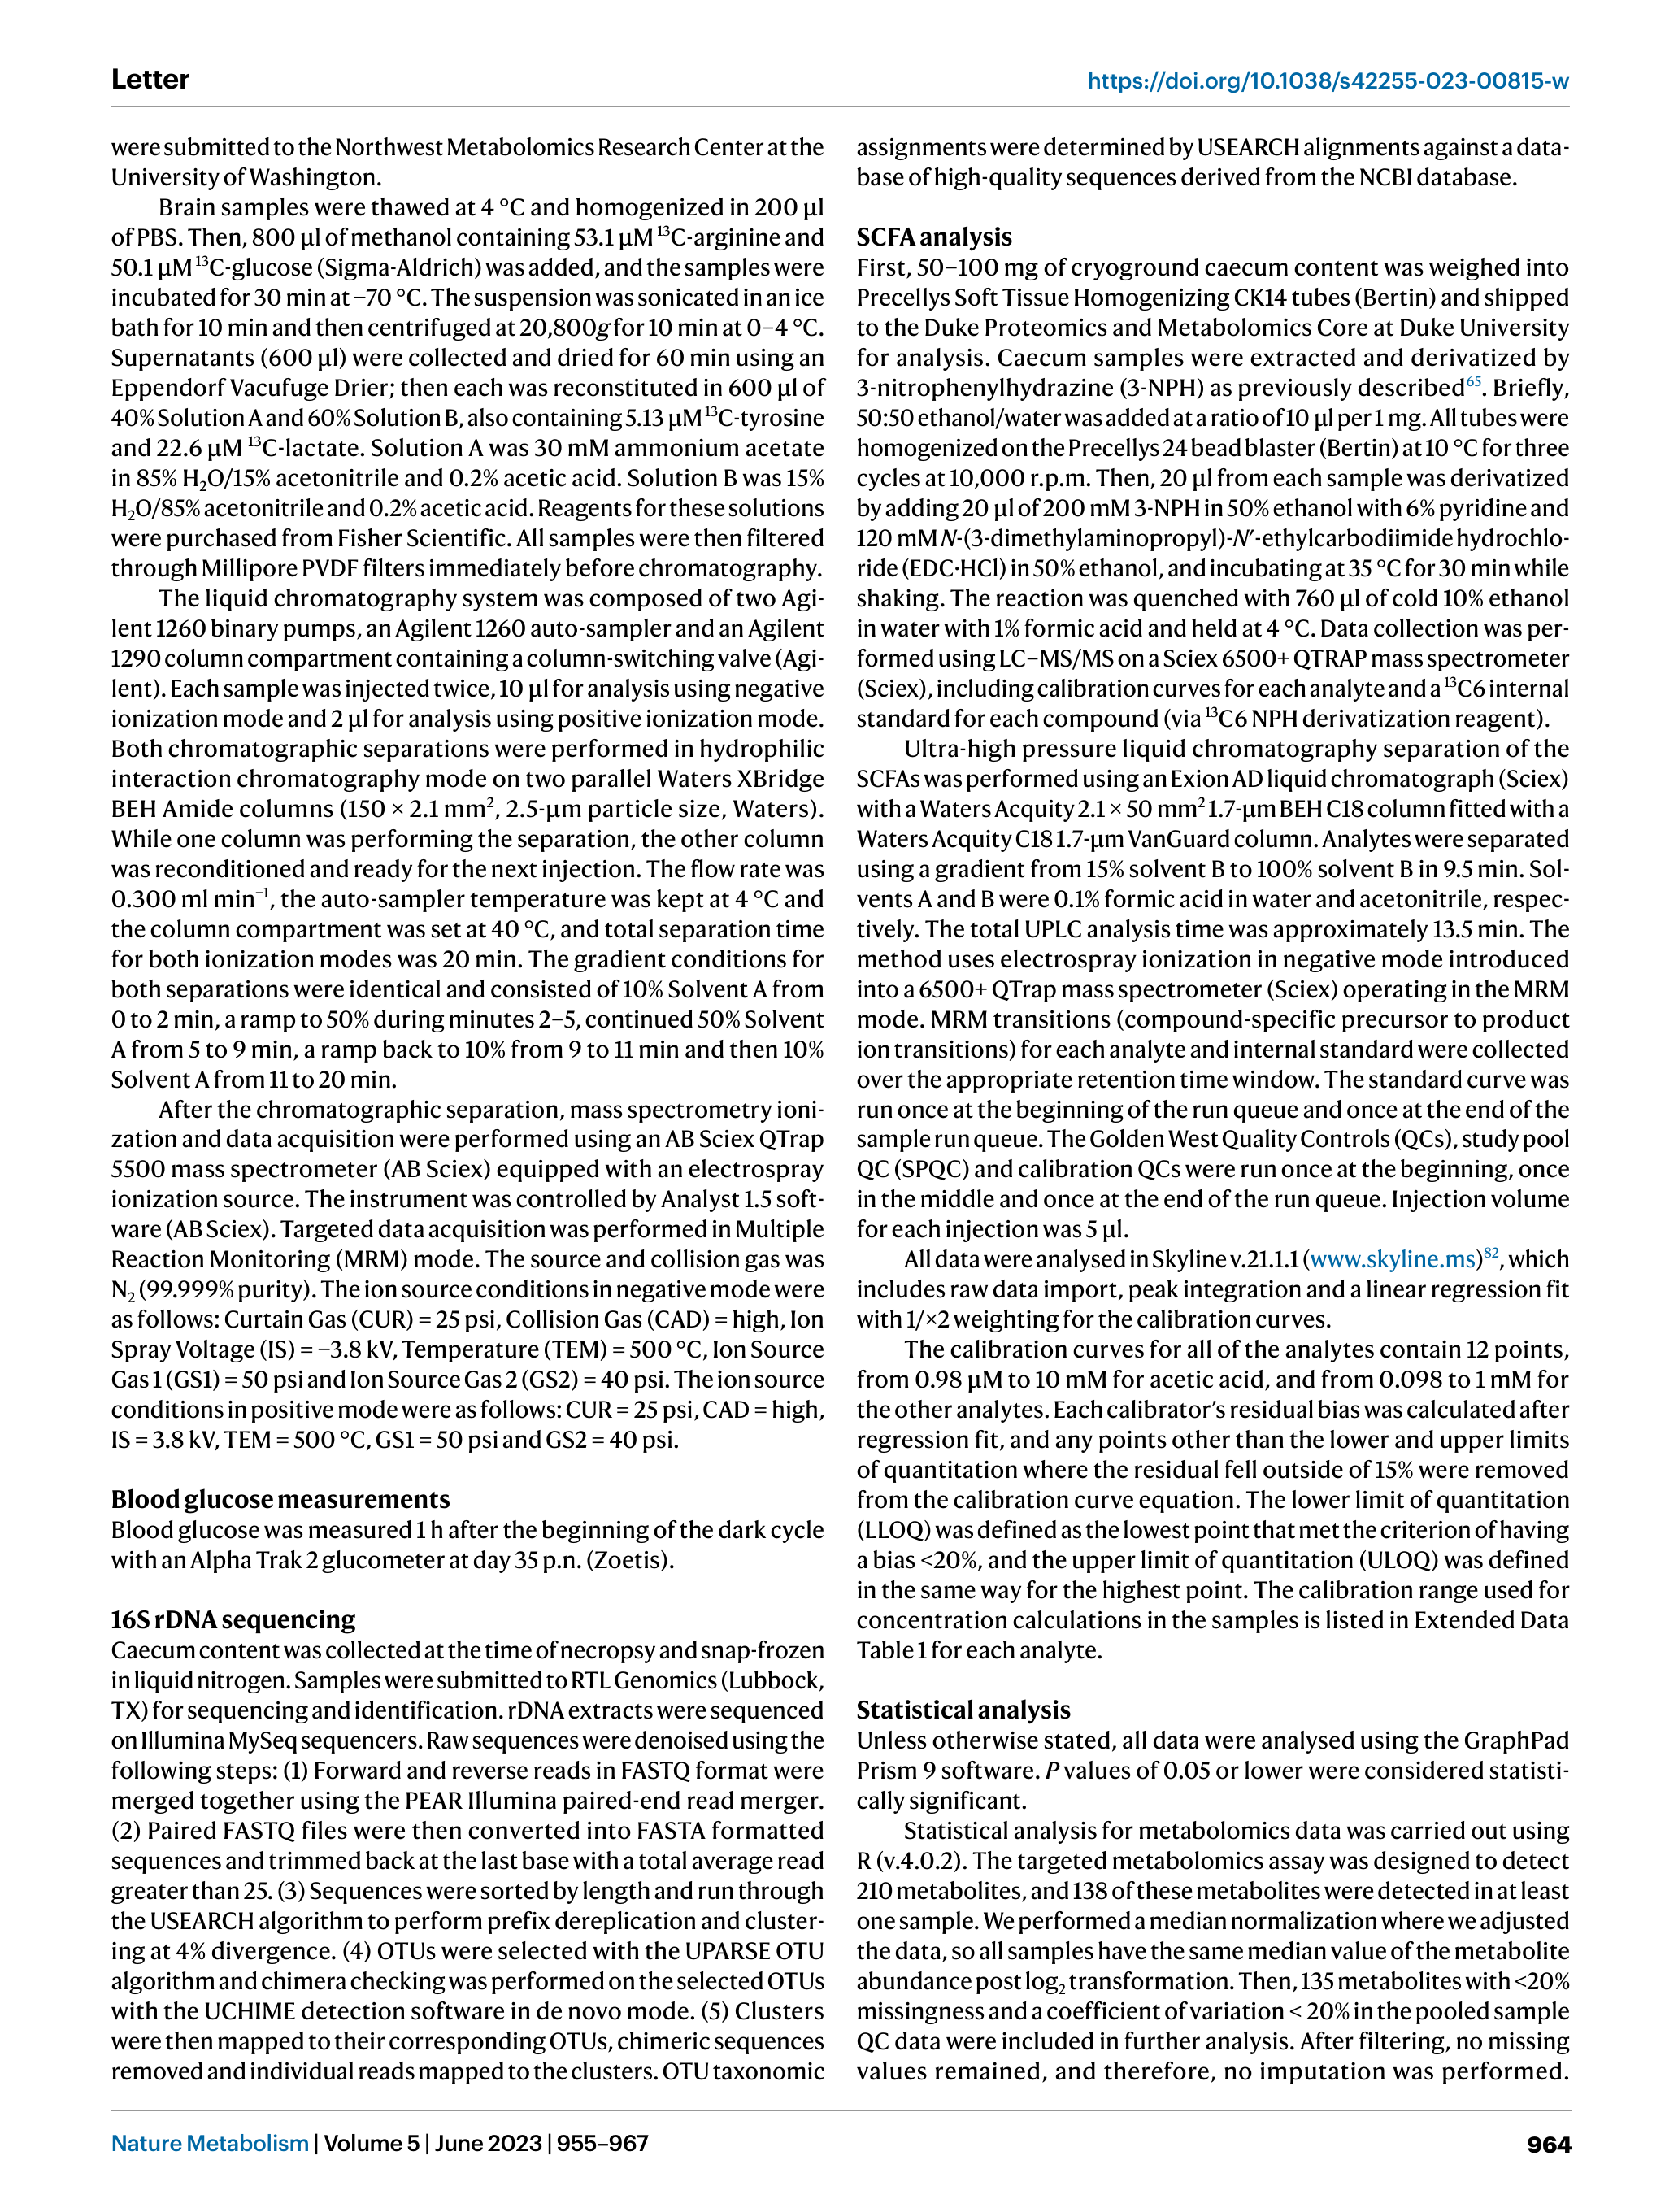 Letter
https://doi.org/10.1038/s42255-023-00815-w
were submitted to the Northwest Metabolomics Research Center at the
University of Washington.
Brain samples were thawed at 4 °C and homogenized in 200 µl
of PBS. Then, 800 µl of methanol containing 53.1 µM ¹³C-arginine and
50.1 µM ¹³C-glucose (Sigma-Aldrich) was added, and the samples were
incubated for 30 min at −70 °C. The suspension was sonicated in an ice
bath for 10 min and then centrifuged at 20,800g for 10 min at 0–4 °C.
Supernatants (600 µl) were collected and dried for 60 min using an
Eppendorf Vacufuge Drier; then each was reconstituted in 600 µl of
40% Solution A and 60% Solution B, also containing 5.13 µM ¹³C-tyrosine
and 22.6 µM ¹³C-lactate. Solution A was 30 mM ammonium acetate
in 85% H₂O/15% acetonitrile and 0.2% acetic acid. Solution B was 15%
H₂O/85% acetonitrile and 0.2% acetic acid. Reagents for these solutions
were purchased from Fisher Scientific. All samples were then filtered
through Millipore PVDF filters immediately before chromatography.
The liquid chromatography system was composed of two Agi-
lent 1260 binary pumps, an Agilent 1260 auto-sampler and an Agilent
1290 column compartment containing a column-switching valve (Agi-
lent). Each sample was injected twice, 10 µl for analysis using negative
ionization mode and 2 µl for analysis using positive ionization mode.
Both chromatographic separations were performed in hydrophilic
interaction chromatography mode on two parallel Waters XBridge
BEH Amide columns (150 × 2.1 mm², 2.5-µm particle size, Waters).
While one column was performing the separation, the other column
was reconditioned and ready for the next injection. The flow rate was
0.300 ml min⁻¹, the auto-sampler temperature was kept at 4 °C and
the column compartment was set at 40 °C, and total separation time
for both ionization modes was 20 min. The gradient conditions for
both separations were identical and consisted of 10% Solvent A from
0 to 2 min, a ramp to 50% during minutes 2–5, continued 50% Solvent
A from 5 to 9 min, a ramp back to 10% from 9 to 11 min and then 10%
Solvent A from 11 to 20 min.
After the chromatographic separation, mass spectrometry ioni-
zation and data acquisition were performed using an AB Sciex QTrap
5500 mass spectrometer (AB Sciex) equipped with an electrospray
ionization source. The instrument was controlled by Analyst 1.5 soft-
ware (AB Sciex). Targeted data acquisition was performed in Multiple
Reaction Monitoring (MRM) mode. The source and collision gas was
N₂ (99.999% purity). The ion source conditions in negative mode were
as follows: Curtain Gas (CUR) = 25 psi, Collision Gas (CAD) = high, Ion
Spray Voltage (IS) = −3.8 kV, Temperature (TEM) = 500 °C, Ion Source
Gas 1 (GS1) = 50 psi and Ion Source Gas 2 (GS2) = 40 psi. The ion source
conditions in positive mode were as follows: CUR = 25 psi, CAD = high,
IS = 3.8 kV, TEM = 500 °C, GS1 = 50 psi and GS2 = 40 psi.
Blood glucose measurements
Blood glucose was measured 1 h after the beginning of the dark cycle
with an Alpha Trak 2 glucometer at day 35 p.n. (Zoetis).
16S rDNA sequencing
Caecum content was collected at the time of necropsy and snap-frozen
in liquid nitrogen. Samples were submitted to RTL Genomics (Lubbock,
TX) for sequencing and identification. rDNA extracts were sequenced
on Illumina MySeq sequencers. Raw sequences were denoised using the
following steps: (1) Forward and reverse reads in FASTQ format were
merged together using the PEAR Illumina paired-end read merger.
(2) Paired FASTQ files were then converted into FASTA formatted
sequences and trimmed back at the last base with a total average read
greater than 25. (3) Sequences were sorted by length and run through
the USEARCH algorithm to perform prefix dereplication and cluster-
ing at 4% divergence. (4) OTUs were selected with the UPARSE OTU
algorithm and chimera checking was performed on the selected OTUs
with the UCHIME detection software in de novo mode. (5) Clusters
were then mapped to their corresponding OTUs, chimeric sequences
removed and individual reads mapped to the clusters. OTU taxonomic
assignments were determined by USEARCH alignments against a data-
base of high-quality sequences derived from the NCBI database.
SCFA analysis
First, 50–100 mg of cryoground caecum content was weighed into
Precellys Soft Tissue Homogenizing CK14 tubes (Bertin) and shipped
to the Duke Proteomics and Metabolomics Core at Duke University
for analysis. Caecum samples were extracted and derivatized by
3-nitrophenylhydrazine (3-NPH) as previously described⁶⁵. Briefly,
50:50 ethanol/water was added at a ratio of 10 µl per 1 mg. All tubes were
homogenized on the Precellys 24 bead blaster (Bertin) at 10 °C for three
cycles at 10,000 r.p.m. Then, 20 µl from each sample was derivatized
by adding 20 µl of 200 mM 3-NPH in 50% ethanol with 6% pyridine and
120 mM N-(3-dimethylaminopropyl)-N′-ethylcarbodiimide hydrochlo-
ride (EDC·HCl) in 50% ethanol, and incubating at 35 °C for 30 min while
shaking. The reaction was quenched with 760 µl of cold 10% ethanol
in water with 1% formic acid and held at 4 °C. Data collection was per-
formed using LC–MS/MS on a Sciex 6500+ QTRAP mass spectrometer
(Sciex), including calibration curves for each analyte and a ¹³C6 internal
standard for each compound (via ¹³C6 NPH derivatization reagent).
Ultra-high pressure liquid chromatography separation of the
SCFAs was performed using an Exion AD liquid chromatograph (Sciex)
with a Waters Acquity 2.1 × 50 mm² 1.7-µm BEH C18 column fitted with a
Waters Acquity C18 1.7-µm VanGuard column. Analytes were separated
using a gradient from 15% solvent B to 100% solvent B in 9.5 min. Sol-
vents A and B were 0.1% formic acid in water and acetonitrile, respec-
tively. The total UPLC analysis time was approximately 13.5 min. The
method uses electrospray ionization in negative mode introduced
into a 6500+ QTrap mass spectrometer (Sciex) operating in the MRM
mode. MRM transitions (compound-specific precursor to product
ion transitions) for each analyte and internal standard were collected
over the appropriate retention time window. The standard curve was
run once at the beginning of the run queue and once at the end of the
sample run queue. The Golden West Quality Controls (QCs), study pool
QC (SPQC) and calibration QCs were run once at the beginning, once
in the middle and once at the end of the run queue. Injection volume
for each injection was 5 µl.
All data were analysed in Skyline v.21.1.1 (www.skyline.ms)⁸², which
includes raw data import, peak integration and a linear regression fit
with 1/×2 weighting for the calibration curves.
The calibration curves for all of the analytes contain 12 points,
from 0.98 µM to 10 mM for acetic acid, and from 0.098 to 1 mM for
the other analytes. Each calibrator’s residual bias was calculated after
regression fit, and any points other than the lower and upper limits
of quantitation where the residual fell outside of 15% were removed
from the calibration curve equation. The lower limit of quantitation
(LLOQ) was defined as the lowest point that met the criterion of having
a bias <20%, and the upper limit of quantitation (ULOQ) was defined
in the same way for the highest point. The calibration range used for
concentration calculations in the samples is listed in Extended Data
Table 1 for each analyte.
Statistical analysis
Unless otherwise stated, all data were analysed using the GraphPad
Prism 9 software. P values of 0.05 or lower were considered statisti-
cally significant.
Statistical analysis for metabolomics data was carried out using
R (v.4.0.2). The targeted metabolomics assay was designed to detect
210 metabolites, and 138 of these metabolites were detected in at least
one sample. We performed a median normalization where we adjusted
the data, so all samples have the same median value of the metabolite
abundance post log₂ transformation. Then, 135 metabolites with <20%
missingness and a coefficient of variation < 20% in the pooled sample
QC data were included in further analysis. After filtering, no missing
values remained, and therefore, no imputation was performed.
Nature Metabolism | Volume 5 | June 2023 | 955–967
964